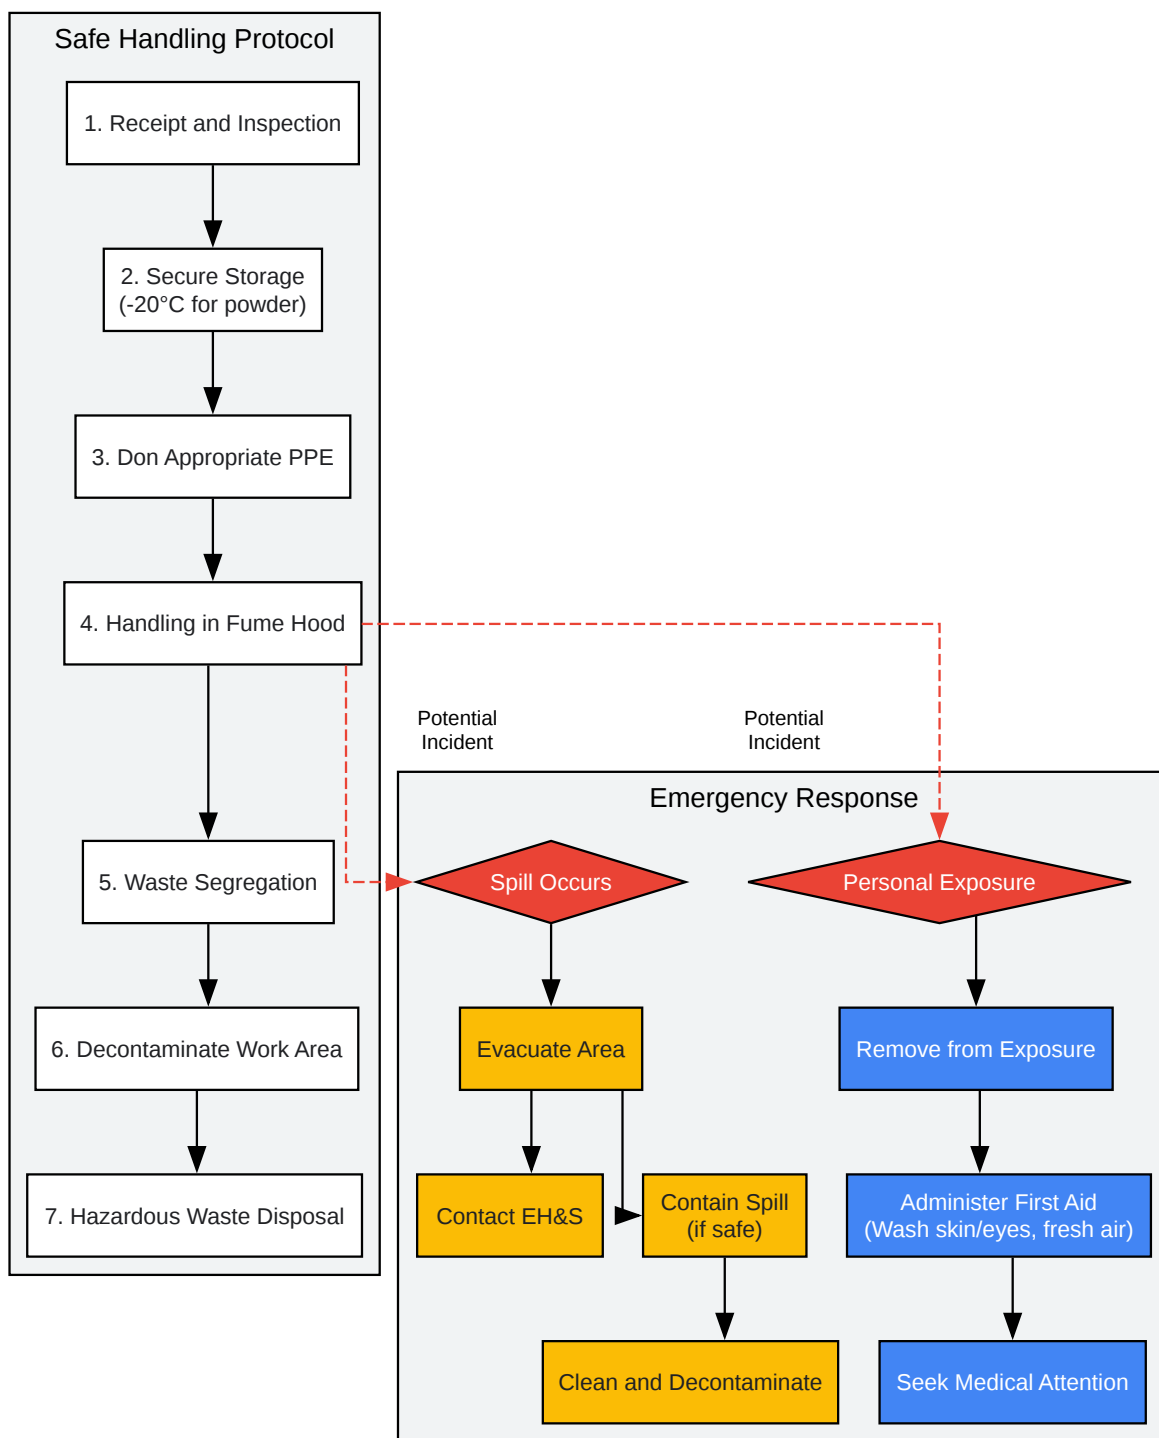 Safe Handling Protocol
1. Receipt and Inspection
2. Secure Storage
(-20°C for powder)
3. Don Appropriate PPE
4. Handling in Fume Hood
5. Waste Segregation
6. Decontaminate Work Area
7. Hazardous Waste Disposal
Potential
Incident
Potential
Incident
Emergency Response
Spill Occurs
Personal Exposure
Evacuate Area
Remove from Exposure
Contact EH&S
Contain Spill
(if safe)
Administer First Aid
(Wash skin/eyes, fresh air)
Clean and Decontaminate
Seek Medical Attention